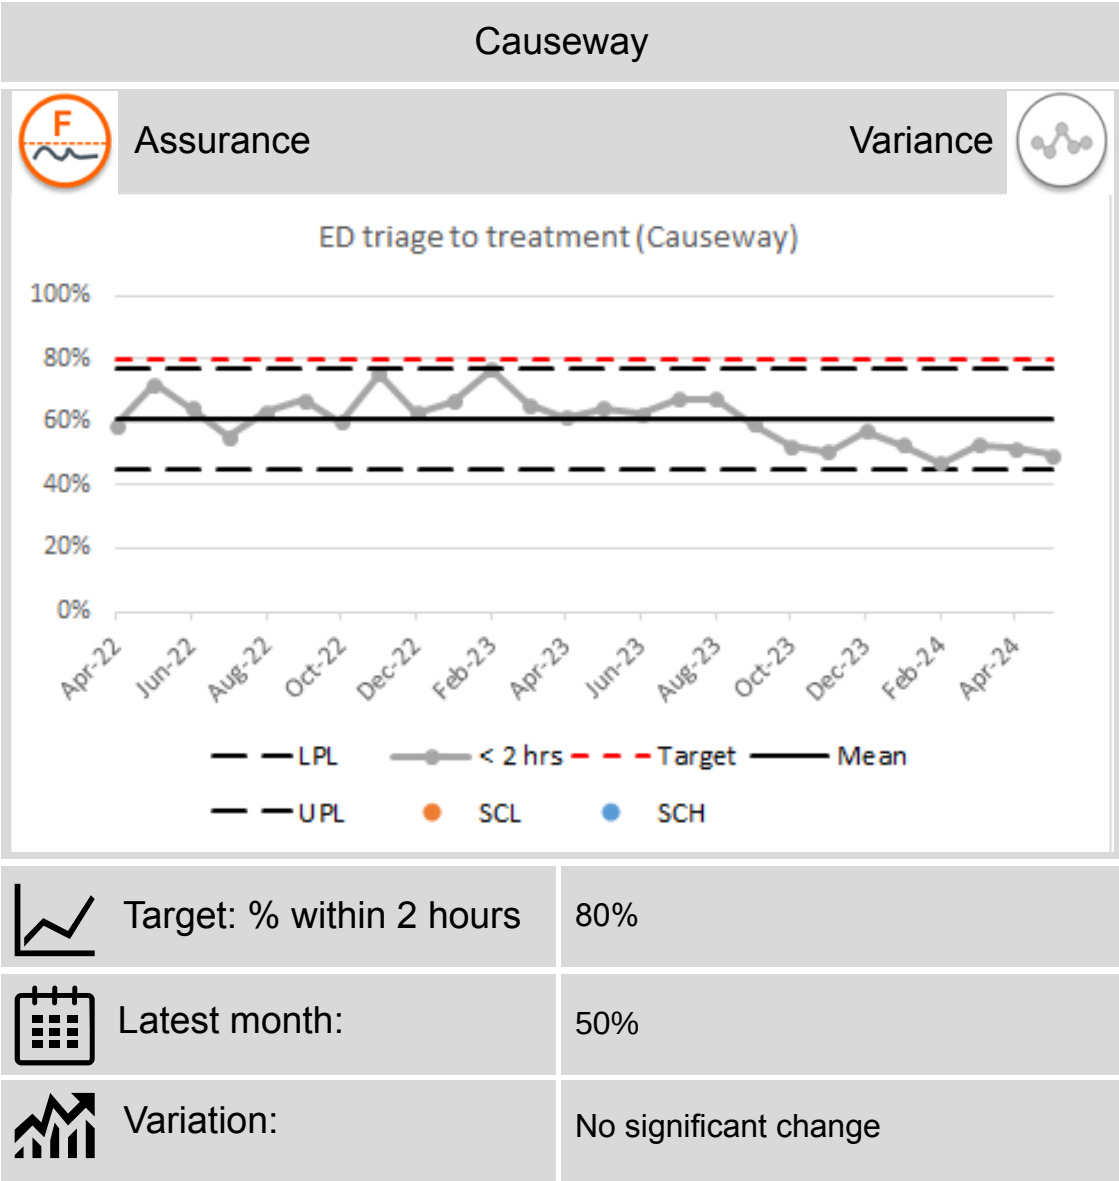 Causeway
F
Assurance
Variance
ED triage to treatment (Causeway)
100%
80%
60%
40%
20%
0%
Apr-22 Jun-22 Aug-22 Oct-22 Dec-22 Feb-23 Apr-23 Jun-23 Aug-23 Oct-23 Dec-23 Feb-24 Apr-24
LPL < 2 hrs Target Mean
UPL SCL SCH
Target: % within 2 hours 80%
Latest month: 50%
Variation: No significant change